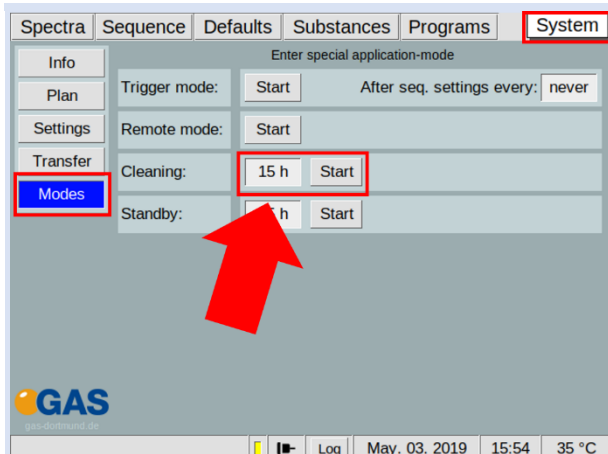 Spectra Sequence Defaults Substances Programs System
Info
Enter special application-mode
Plan
Trigger mode: Start After seq. settings every: never
Settings
Remote mode: Start
Transfer
Cleaning: 15 h Start
Modes
Standby: h Start
GAS
gas-dortmund.de
Log May. 03. 2019 15:54 35 °C